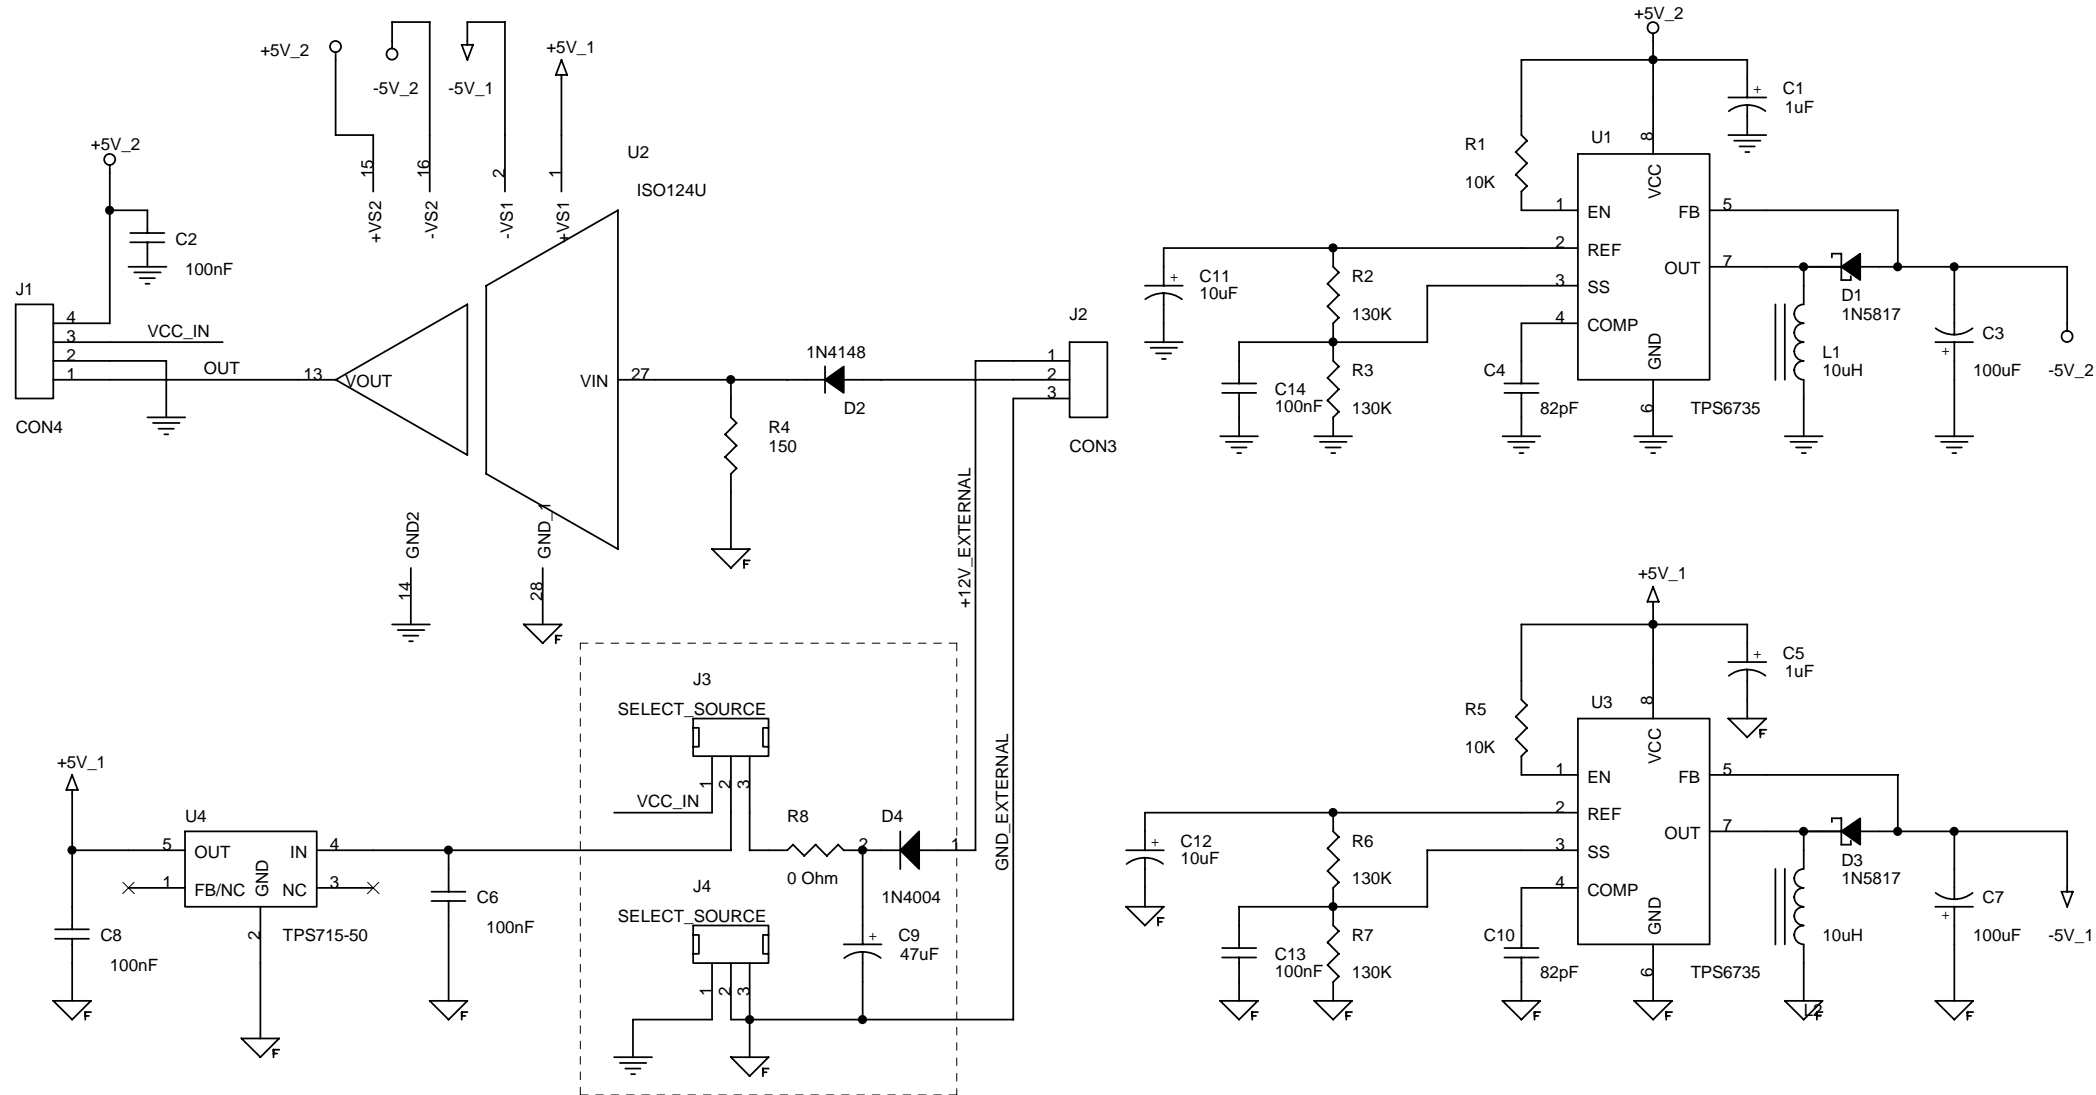 +5V_2
-5V_2
-5V_1
+5V_1
15
16
2
1
+VS2
-VS2
-VS1
+VS1
U2
ISO124U
+5V_2
C2
100nF
J1
4
3
2
1
VCC_IN
OUT
CON4
13
VOUT
VIN
27
1N4148
D2
R4
150
F
J2
1
2
3
CON3
GND2
14
GND_1
28
F
+12V_EXTERNAL
GND_EXTERNAL
+5V_2
C1
1uF
R1
10K
U1
8
VCC
1
EN
2
REF
3
SS
4
COMP
FB
5
OUT
7
GND
6
TPS6735
C11
10uF
R2
130K
C14
100nF
R3
130K
C4
82pF
D1
1N5817
L1
10uH
C3
100uF
-5V_2
+5V_1
C5
1uF
F
R5
10K
U3
8
VCC
1
EN
2
REF
3
SS
4
COMP
FB
5
OUT
7
GND
6
TPS6735
C12
10uF
F
R6
130K
C13
100nF
F
R7
130K
F
C10
82pF
F
F
D3
1N5817
10uH
L2
F
C7
100uF
F
-5V_1
+5V_1
U4
5
OUT
IN
4
1
FB/NC
GND
NC
3
2
TPS715-50
C8
100nF
F
F
C6
100nF
F
J3
SELECT_SOURCE
1
2
3
VCC_IN
R8
0 Ohm
D4
2
1
1N4004
J4
SELECT_SOURCE
1
2
3
C9
47uF
F